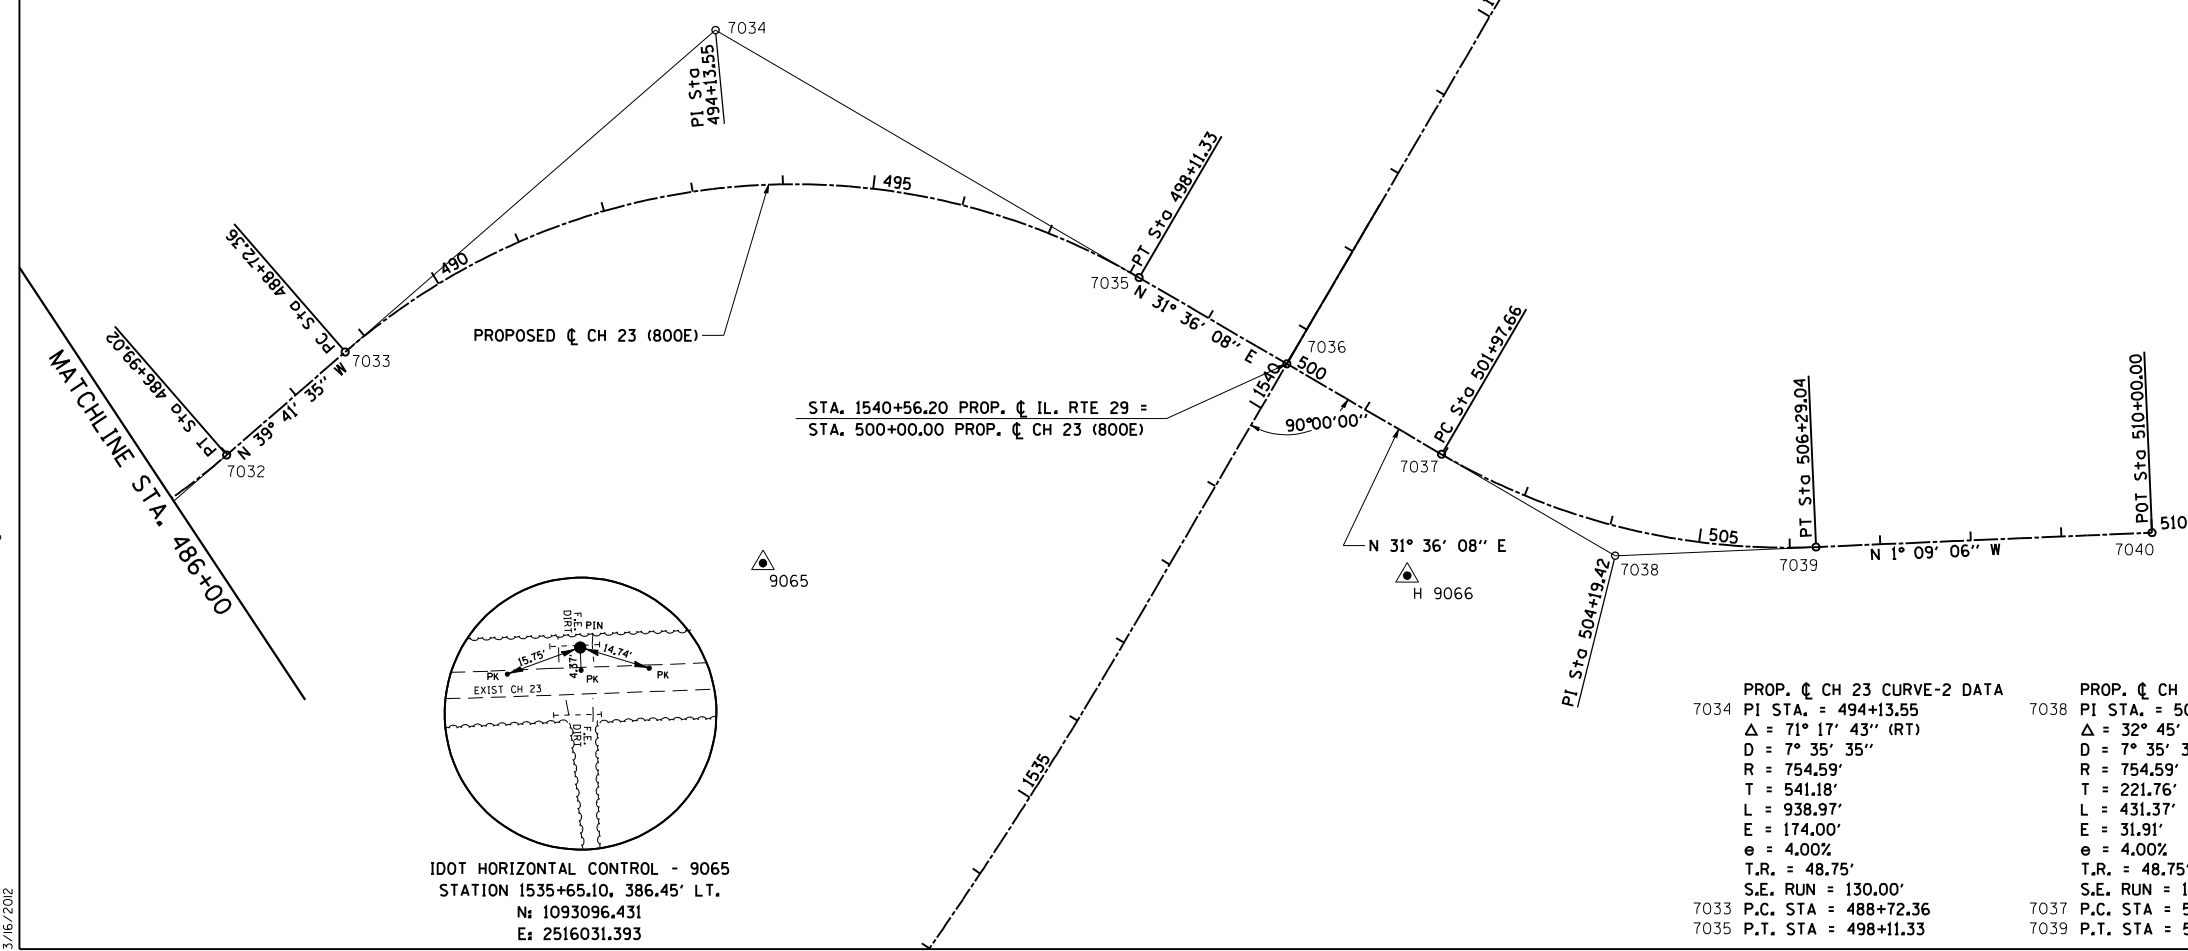 7034
PI Sta
494+13.55
495
490
PT Sta 498+11.33
7035
N 31° 36' 08'' E
PC Sta 488+72.36
7033
PT Sta 486+99.02
N 39° 41' 35'' W
7032
MATCHLINE STA. 486+00
PROPOSED ℄ CH 23 (800E)
7036
500
1540
STA. 1540+56.20 PROP. ℄ IL. RTE 29 =
STA. 500+00.00 PROP. ℄ CH 23 (800E)
90°00'00''
PC Sta 501+97.66
7037
N 31° 36' 08'' E
PT Sta 506+29.04
505
7039
N 1° 09' 06'' W
POT Sta 510+00.00
510
7040
7038
PI Sta 504+19.42
9065
H 9066
1535
F.E.
DIRT
PIN
15.75'
14.74'
4.37'
PK
PK
PK
EXIST CH 23
F.E.
DIRT
IDOT HORIZONTAL CONTROL - 9065
STATION 1535+65.10, 386.45' LT.
N: 1093096.431
E: 2516031.393
PROP. ℄ CH 23 CURVE-2 DATA
7034 PI STA. = 494+13.55
Δ = 71° 17' 43'' (RT)
D = 7° 35' 35''
R = 754.59'
T = 541.18'
L = 938.97'
E = 174.00'
e = 4.00%
T.R. = 48.75'
S.E. RUN = 130.00'
7033 P.C. STA = 488+72.36
7035 P.T. STA = 498+11.33
PROP. ℄ CH
7038 PI STA. = 50
Δ = 32° 45'
D = 7° 35' 3
R = 754.59'
T = 221.76'
L = 431.37'
E = 31.91'
e = 4.00%
T.R. = 48.75'
S.E. RUN = 1
7037 P.C. STA = 5
7039 P.T. STA = 5
3/16/2012